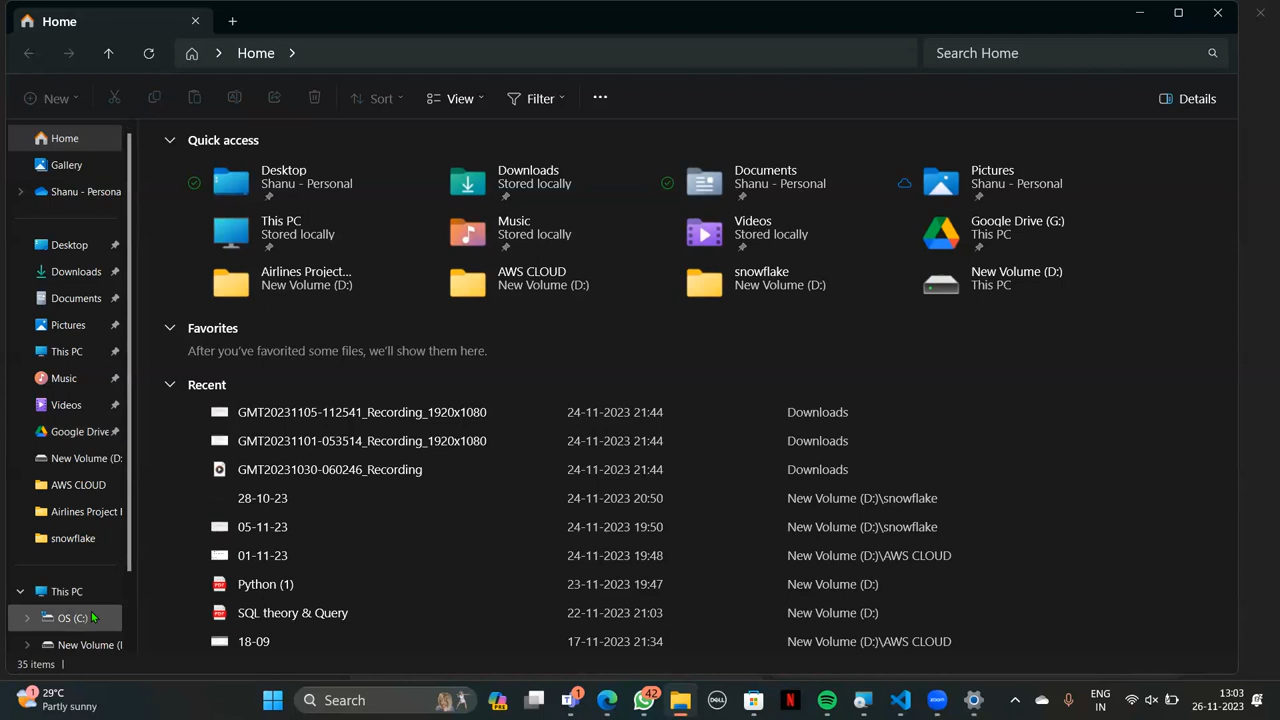 Home
Home
Search Home
New
Sort
View
Filter
Details
Home
Gallery
Shanu - Persona
Desktop
Downloads
Documents
Pictures
This PC
Music
Videos
Google Drive
New Volume (D:
AWS CLOUD
Airlines Project
snowflake
This PC
OS (C:)
New Volume (
Quick access
Desktop
Shanu - Personal
Downloads
Stored locally
Documents
Shanu - Personal
Pictures
Shanu - Personal
This PC
Stored locally
Music
Stored locally
Videos
Stored locally
Google Drive (G:)
This PC
Airlines Project...
New Volume (D:)
AWS CLOUD
New Volume (D:)
snowflake
New Volume (D:)
New Volume (D:)
This PC
Favorites
After you've favorited some files, we'll show them here.
Recent
GMT20231105-112541_Recording_1920x1080 24-11-2023 21:44 Downloads
GMT20231101-053514_Recording_1920x1080 24-11-2023 21:44 Downloads
GMT20231030-060246_Recording 24-11-2023 21:44 Downloads
28-10-23 24-11-2023 20:50 New Volume (D:)\snowflake
05-11-23 24-11-2023 19:50 New Volume (D:)\snowflake
01-11-23 24-11-2023 19:48 New Volume (D:)\AWS CLOUD
Python (1) 23-11-2023 19:47 New Volume (D:)
SQL theory & Query 22-11-2023 21:03 New Volume (D:)
18-09 17-11-2023 21:34 New Volume (D:)\AWS CLOUD
35 items
1
29°C
Partly sunny
Search
PRE
T
1
42
DELL
N
zoom
ENG
IN
13:03
26-11-2023